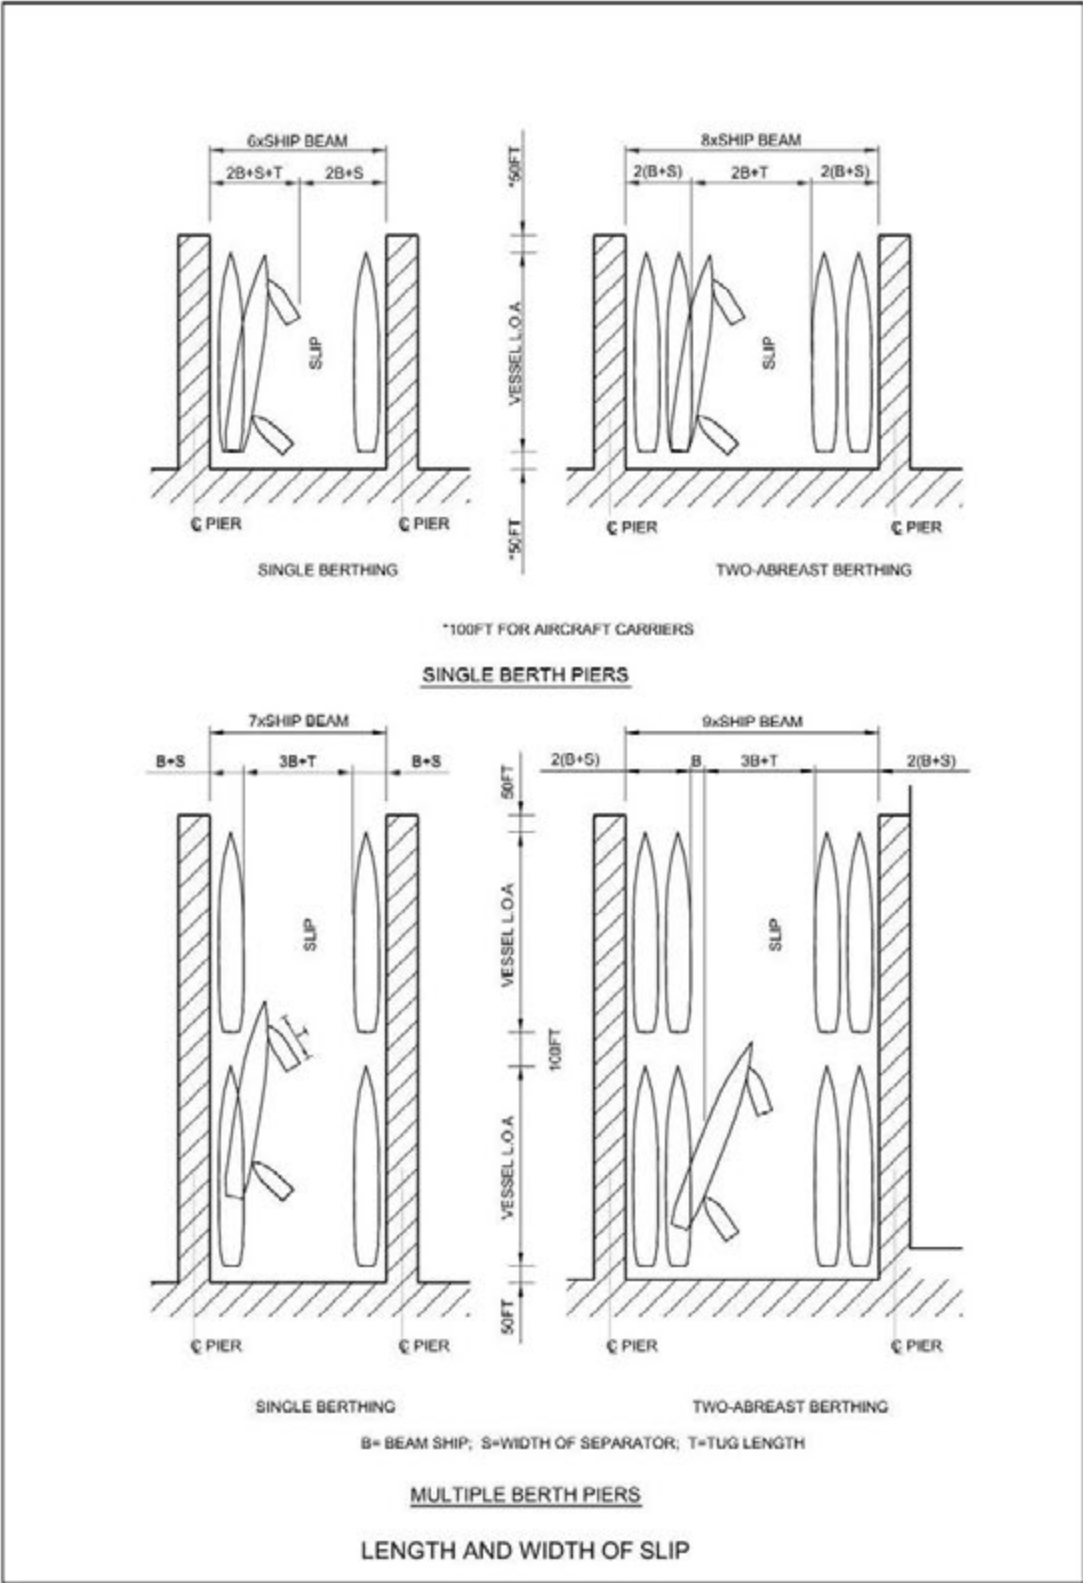 6xSHIP BEAM
2B+S+T
2B+S
*50FT
VESSEL L.O.A
*50FT
SLIP
℄ PIER
℄ PIER
SINGLE BERTHING
8xSHIP BEAM
2(B+S)
2B+T
2(B+S)
SLIP
℄ PIER
℄ PIER
TWO-ABREAST BERTHING
*100FT FOR AIRCRAFT CARRIERS
SINGLE BERTH PIERS
7xSHIP BEAM
B+S
3B+T
B+S
SLIP
T
℄ PIER
℄ PIER
SINGLE BERTHING
50FT
VESSEL L.O.A
100FT
VESSEL L.O.A
50FT
9xSHIP BEAM
2(B+S)
B
3B+T
2(B+S)
SLIP
℄ PIER
℄ PIER
TWO-ABREAST BERTHING
B= BEAM SHIP; S=WIDTH OF SEPARATOR; T=TUG LENGTH
MULTIPLE BERTH PIERS
LENGTH AND WIDTH OF SLIP